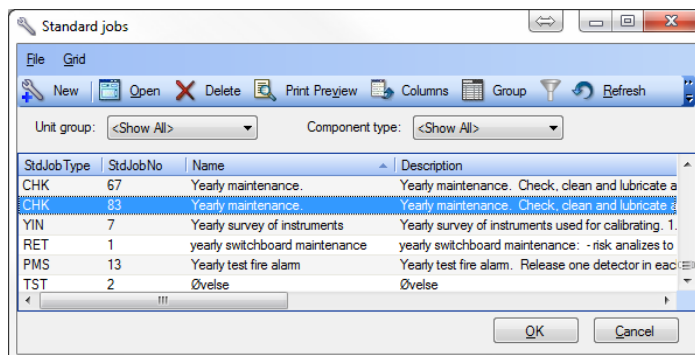 Standard jobs
File Grid
New Open Delete Print Preview Columns Group Refresh
Unit group: <Show All> Component type: <Show All>
StdJobType StdJobNo Name Description
CHK 67 Yearly maintenance. Yearly maintenance. Check, clean and lubricate a
CHK 83 Yearly maintenance. Yearly maintenance. Check, clean and lubricate a
YIN 7 Yearly survey of instruments Yearly survey of instruments used for calibrating. 1.
RET 1 yearly switchboard maintenance yearly switchboard maintenance: - risk analizes to
PMS 13 Yearly test fire alarm Yearly test fire alarm. Release one detector in each
TST 2 Øvelse Øvelse
OK Cancel